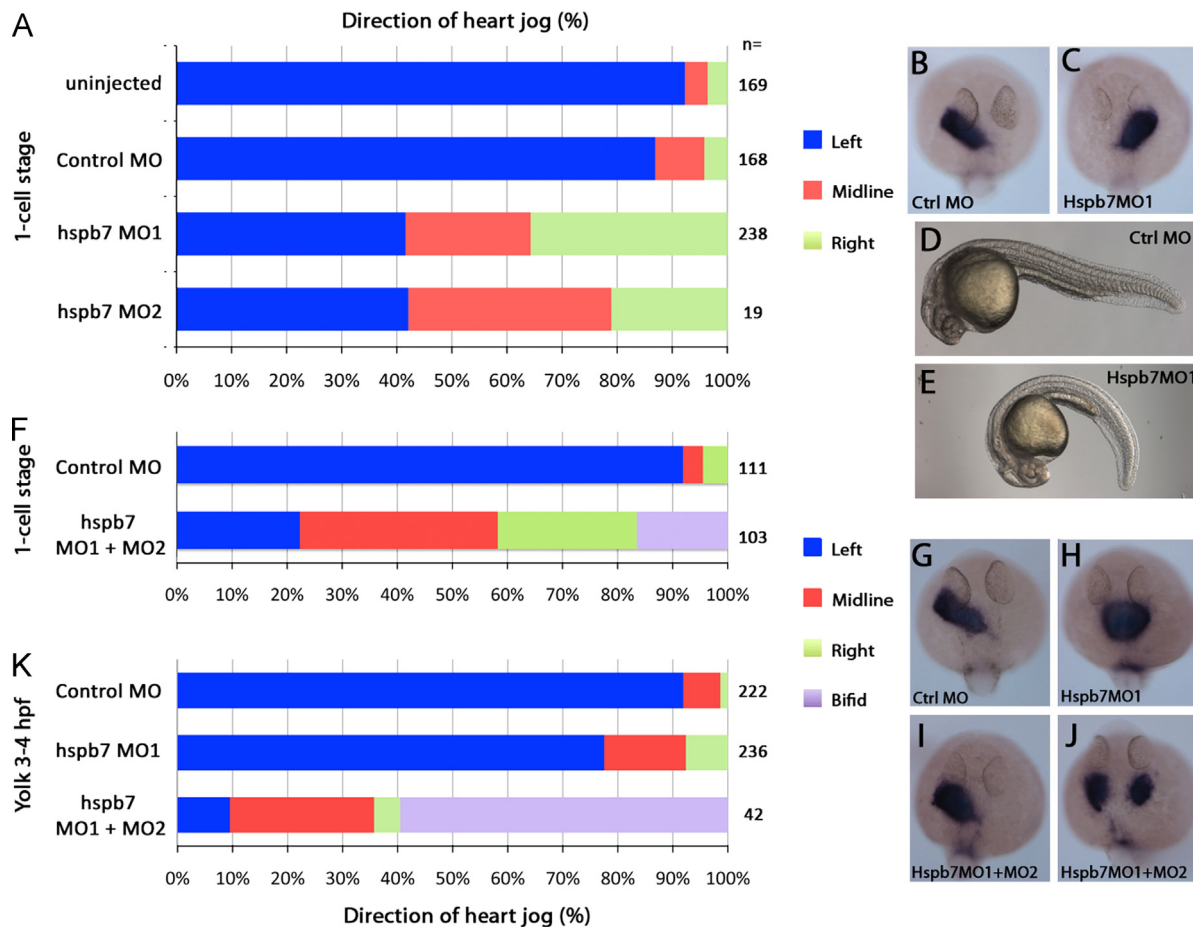 A
Direction of heart jog (%)
n=
1-cell stage
uninjected
169
Control MO
168
hspb7 MO1
238
hspb7 MO2
19
0% 10% 20% 30% 40% 50% 60% 70% 80% 90% 100%
Left
Midline
Right
B
Ctrl MO
C
Hspb7MO1
D
Ctrl MO
E
Hspb7MO1
F
1-cell stage
Control MO
111
hspb7
MO1 + MO2
103
0% 10% 20% 30% 40% 50% 60% 70% 80% 90% 100%
Left
Midline
Right
Bifid
G
Ctrl MO
H
Hspb7MO1
I
Hspb7MO1+MO2
J
Hspb7MO1+MO2
K
Yolk 3-4 hpf
Control MO
222
hspb7 MO1
236
hspb7
MO1 + MO2
42
0% 10% 20% 30% 40% 50% 60% 70% 80% 90% 100%
Direction of heart jog (%)